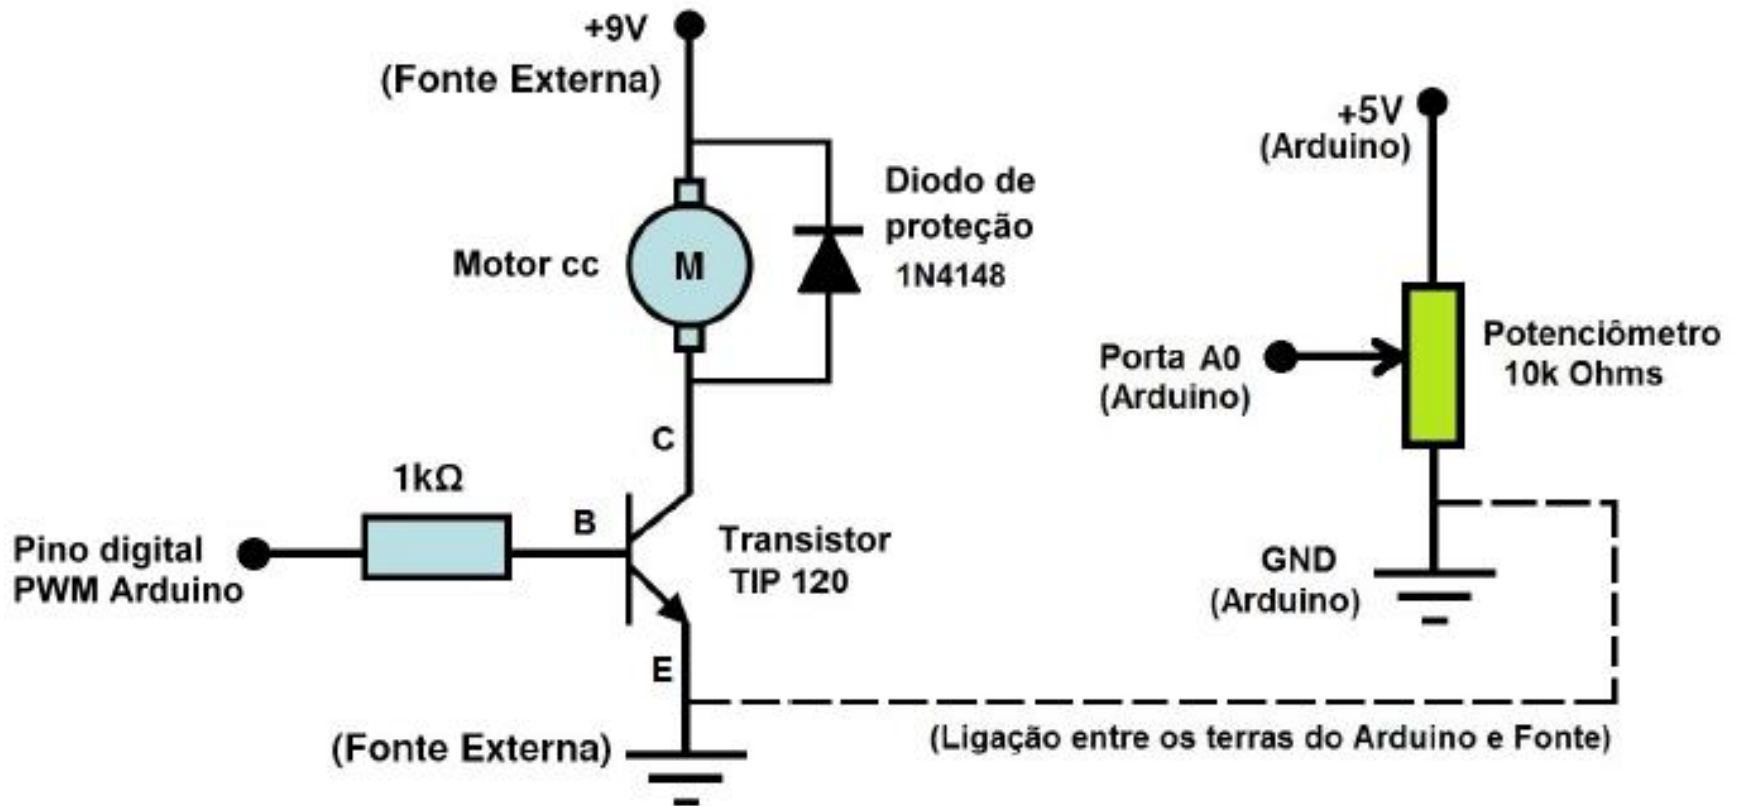 +9V
(Fonte Externa)
+5V
(Arduino)
Diodo de
proteção
1N4148
Motor cc
M
Potenciômetro
10k Ohms
Porta A0
(Arduino)
C
1kΩ
B
Pino digital
PWM Arduino
Transistor
TIP 120
GND
(Arduino)
E
(Fonte Externa)
(Ligação entre os terras do Arduino e Fonte)